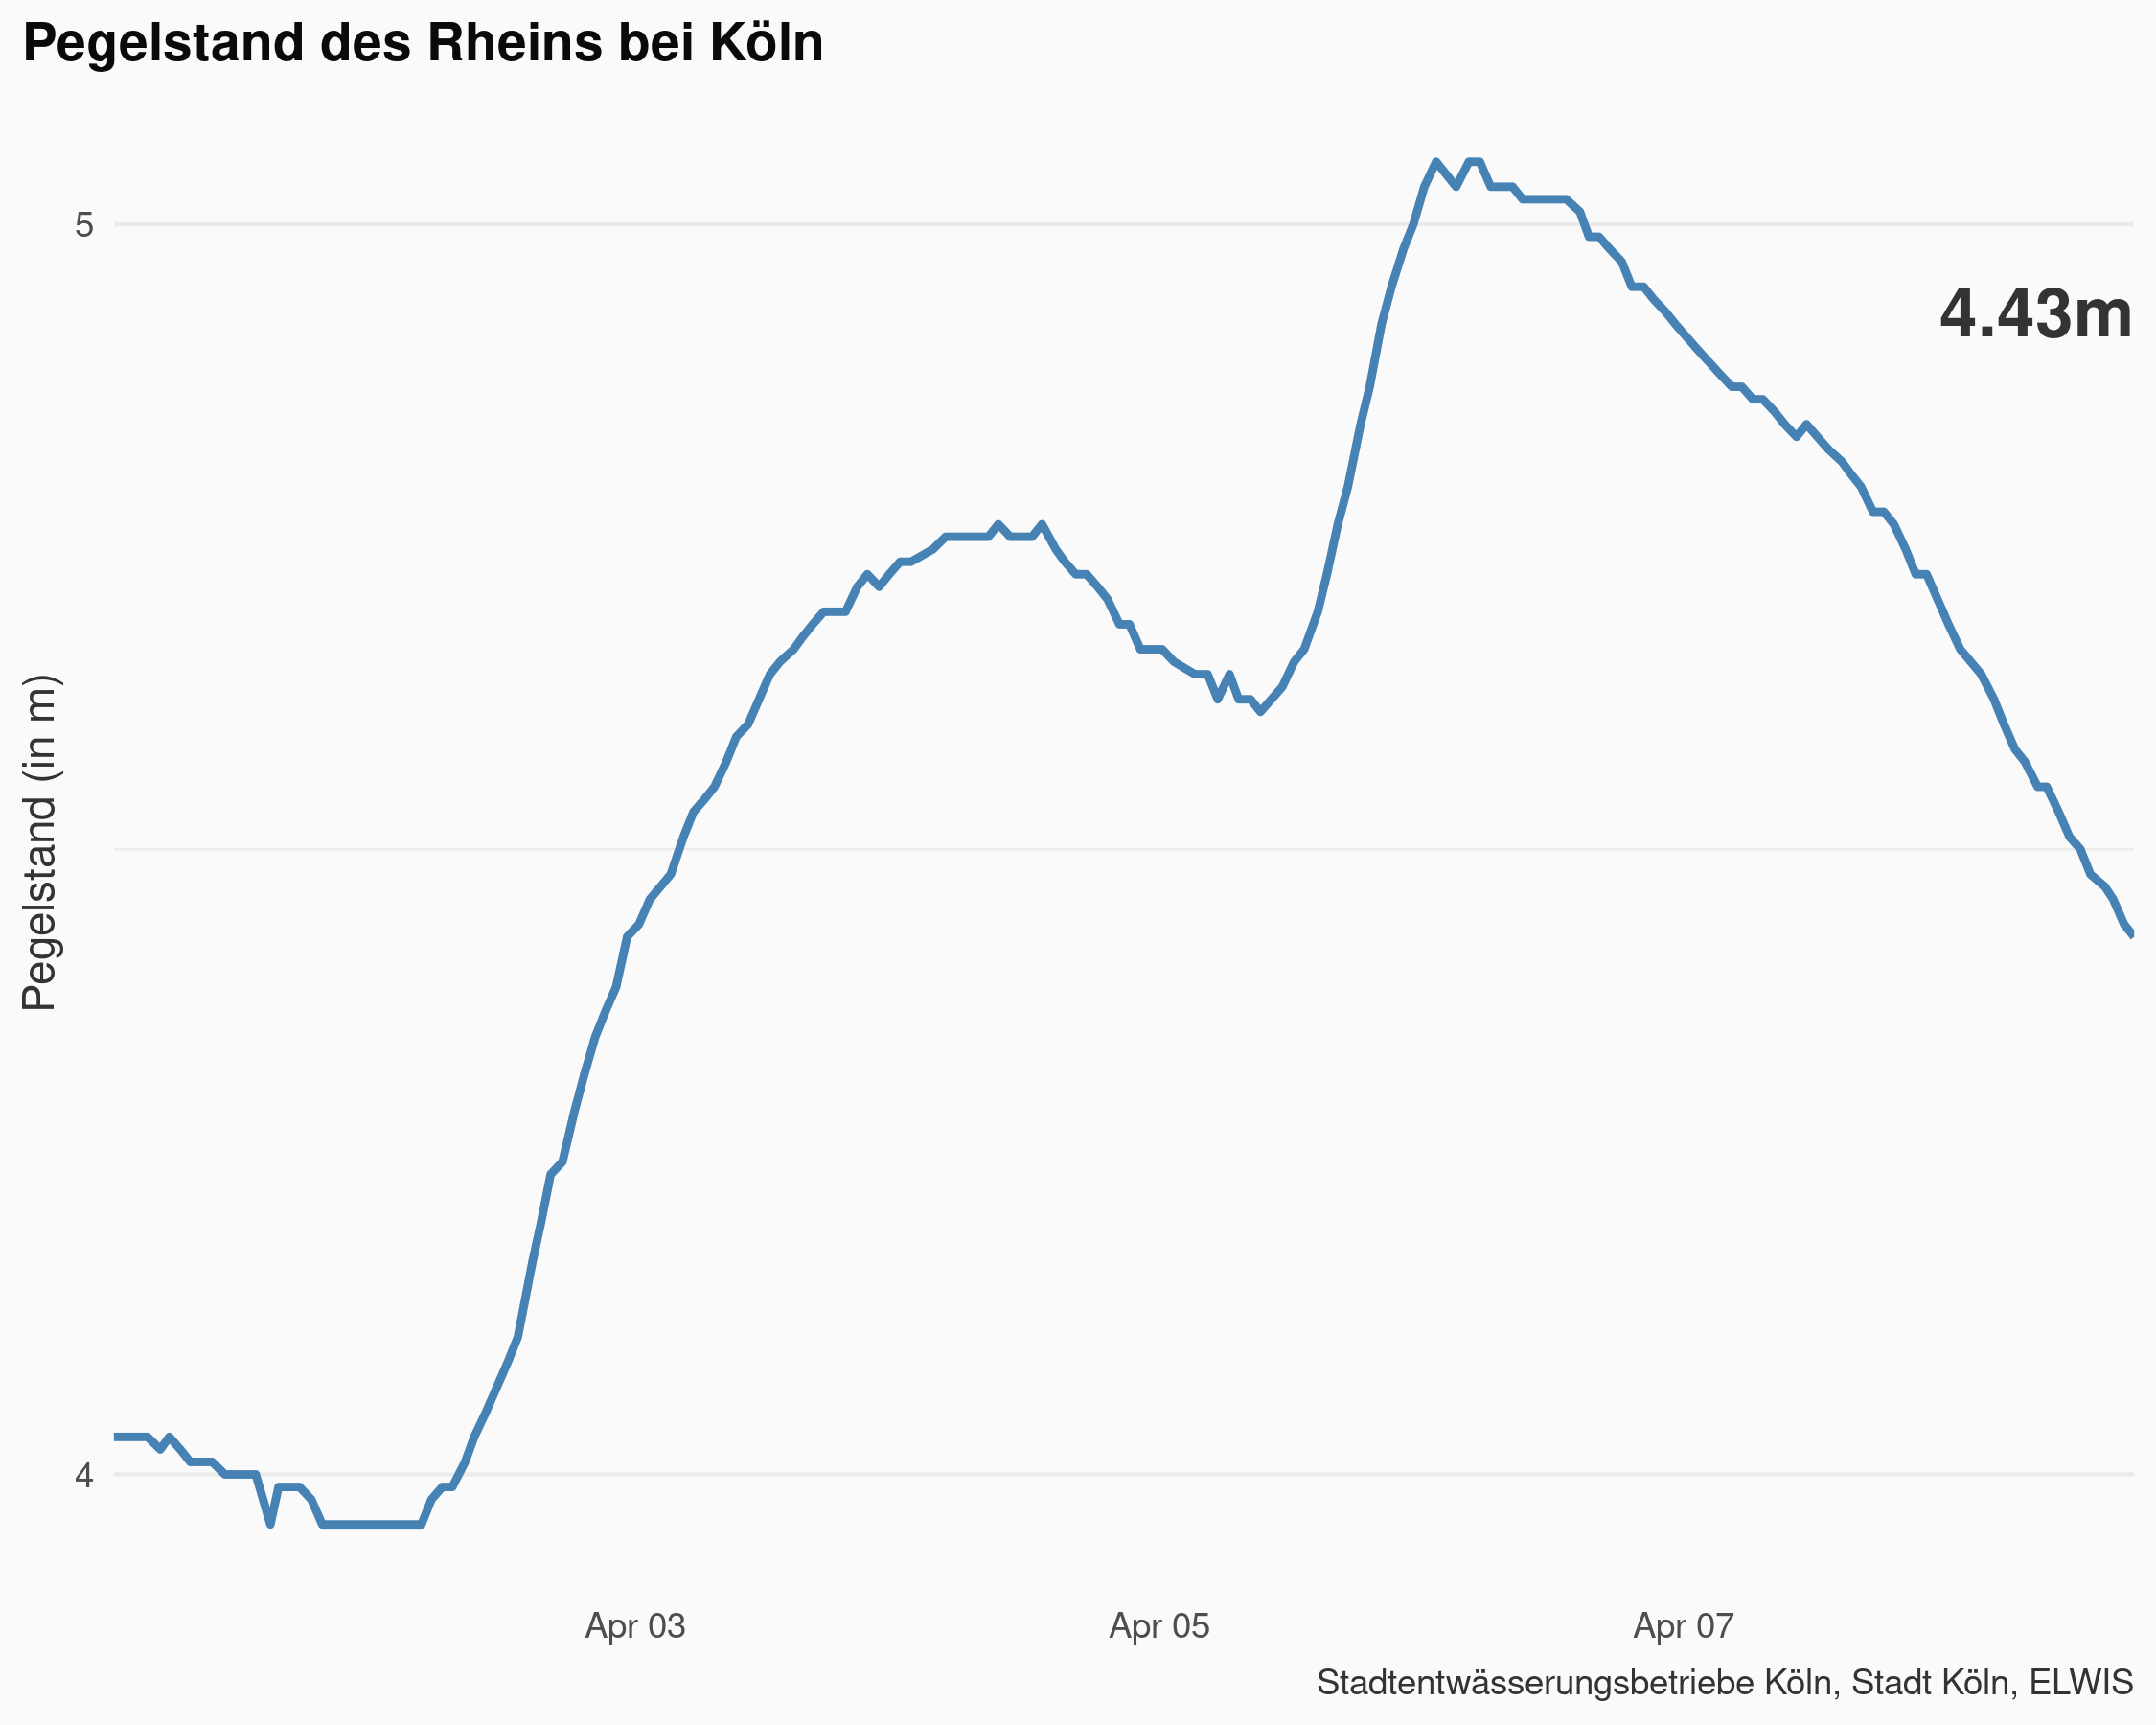 Pegelstand des Rheins bei Köln
5
4.43m
Pegelstand (in m)
4
Apr 03
Apr 05
Apr 07
Stadtentwässerungsbetriebe Köln, Stadt Köln, ELWIS